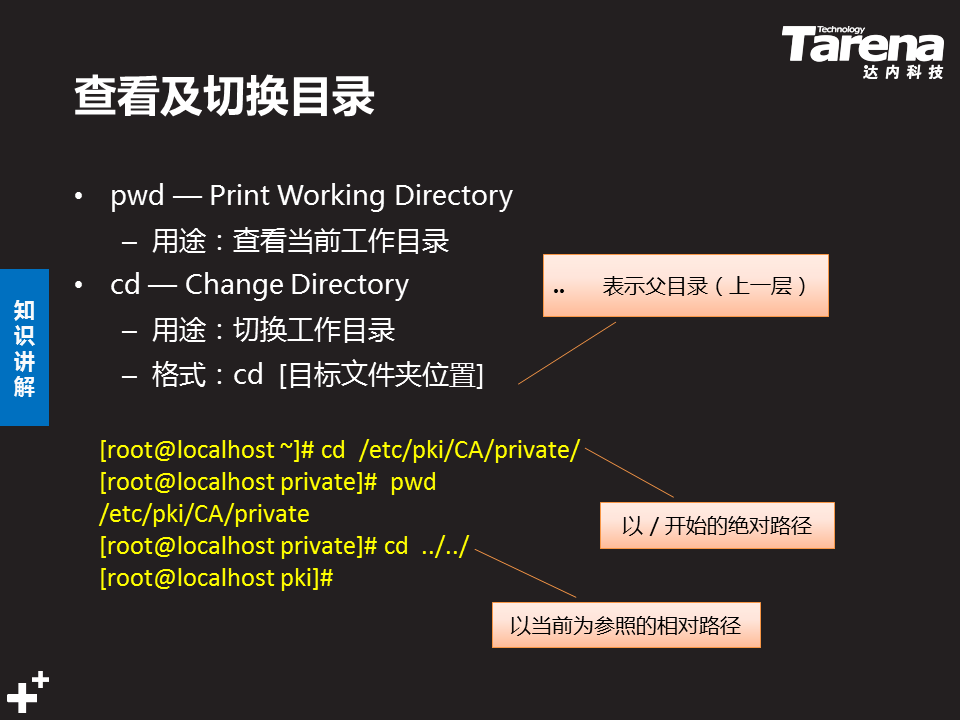 Technology
Tarena
达内科技
查看及切换目录
• pwd — Print Working Directory
– 用途：查看当前工作目录
• cd — Change Directory
– 用途：切换工作目录
– 格式：cd [目标文件夹位置]
.. 表示父目录（上一层）
知识讲解
[root@localhost ~]# cd /etc/pki/CA/private/
[root@localhost private]# pwd
/etc/pki/CA/private
[root@localhost private]# cd ../../
[root@localhost pki]#
以 / 开始的绝对路径
以当前为参照的相对路径